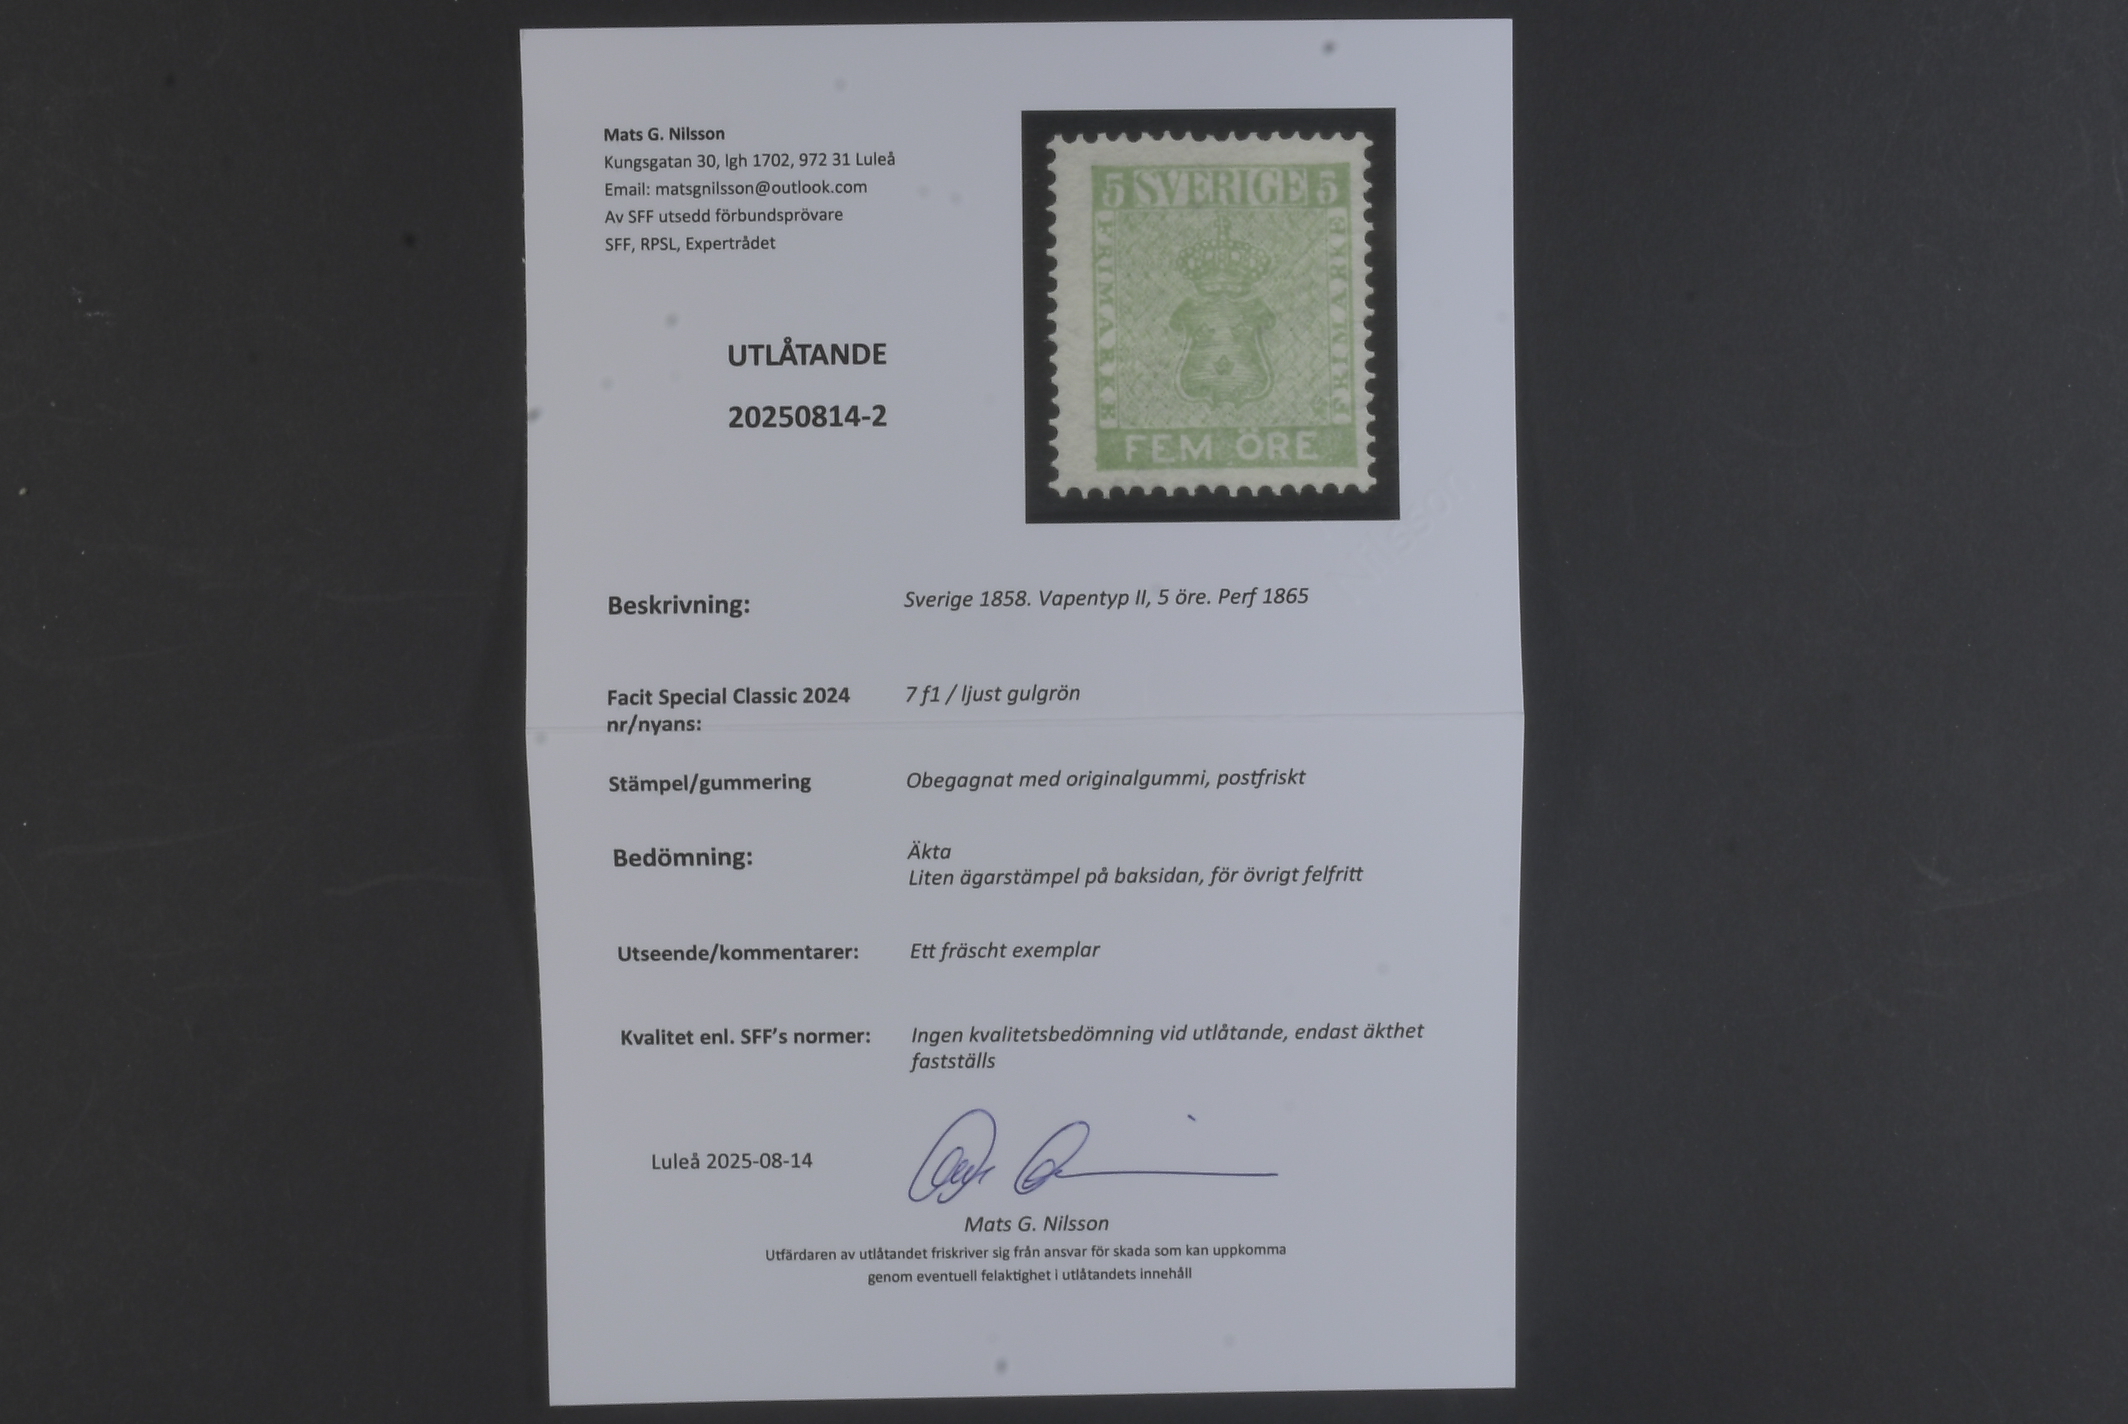 Mats G. Nilsson
Kungsgatan 30, lgh 1702, 972 31 Luleå
Email: matsgnilsson@outlook.com
Av SFF utsedd förbundsprövare
SFF, RPSL, Expertrådet
UTLÅTANDE
20250814-2
5 SVERIGE 5
FRIMÄRKE
FRIMÄRKE
FEM ÖRE
Nilsson
Beskrivning: Sverige 1858. Vapentyp II, 5 öre. Perf 1865
Facit Special Classic 2024 7 f1 / ljust gulgrön
nr/nyans:
Stämpel/gummering Obegagnat med originalgummi, postfriskt
Bedömning: Äkta
Liten ägarstämpel på baksidan, för övrigt felfritt
Utseende/kommentarer: Ett fräscht exemplar
Kvalitet enl. SFF’s normer: Ingen kvalitetsbedömning vid utlåtande, endast äkthet
fastställs
Luleå 2025-08-14
Mats G. Nilsson
Utfärdaren av utlåtandet friskriver sig från ansvar för skada som kan uppkomma
genom eventuell felaktighet i utlåtandets innehåll